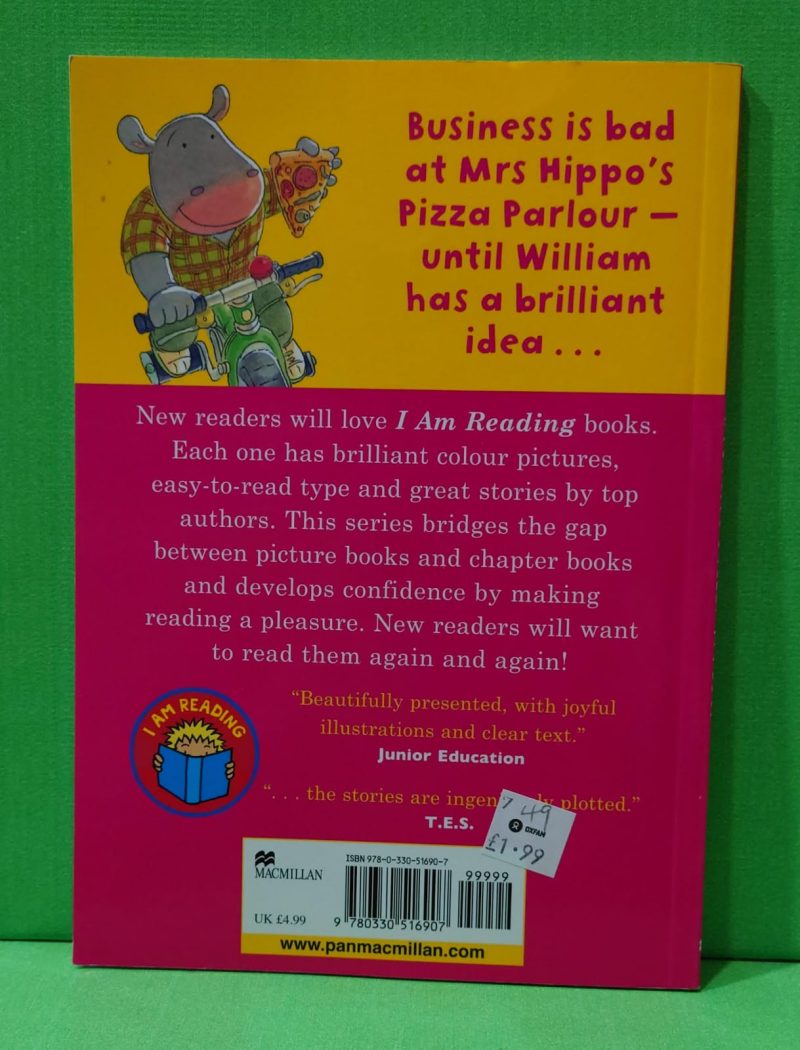 Business is bad
at Mrs Hippo's
Pizza Parlour –
until William
has a brilliant
idea . . .
New readers will love I Am Reading books.
Each one has brilliant colour pictures,
easy-to-read type and great stories by top
authors. This series bridges the gap
between picture books and chapter books
and develops confidence by making
reading a pleasure. New readers will want
to read them again and again!
I AM READING
“Beautifully presented, with joyful
illustrations and clear text.”
Junior Education
“. . . the stories are plotted.”
T.E.S.
49
OXFAM
£1.99
ISBN 978-0-330-51690-7
MACMILLAN
99999
UK £4.99
9 780330 516907
www.panmacmillan.com